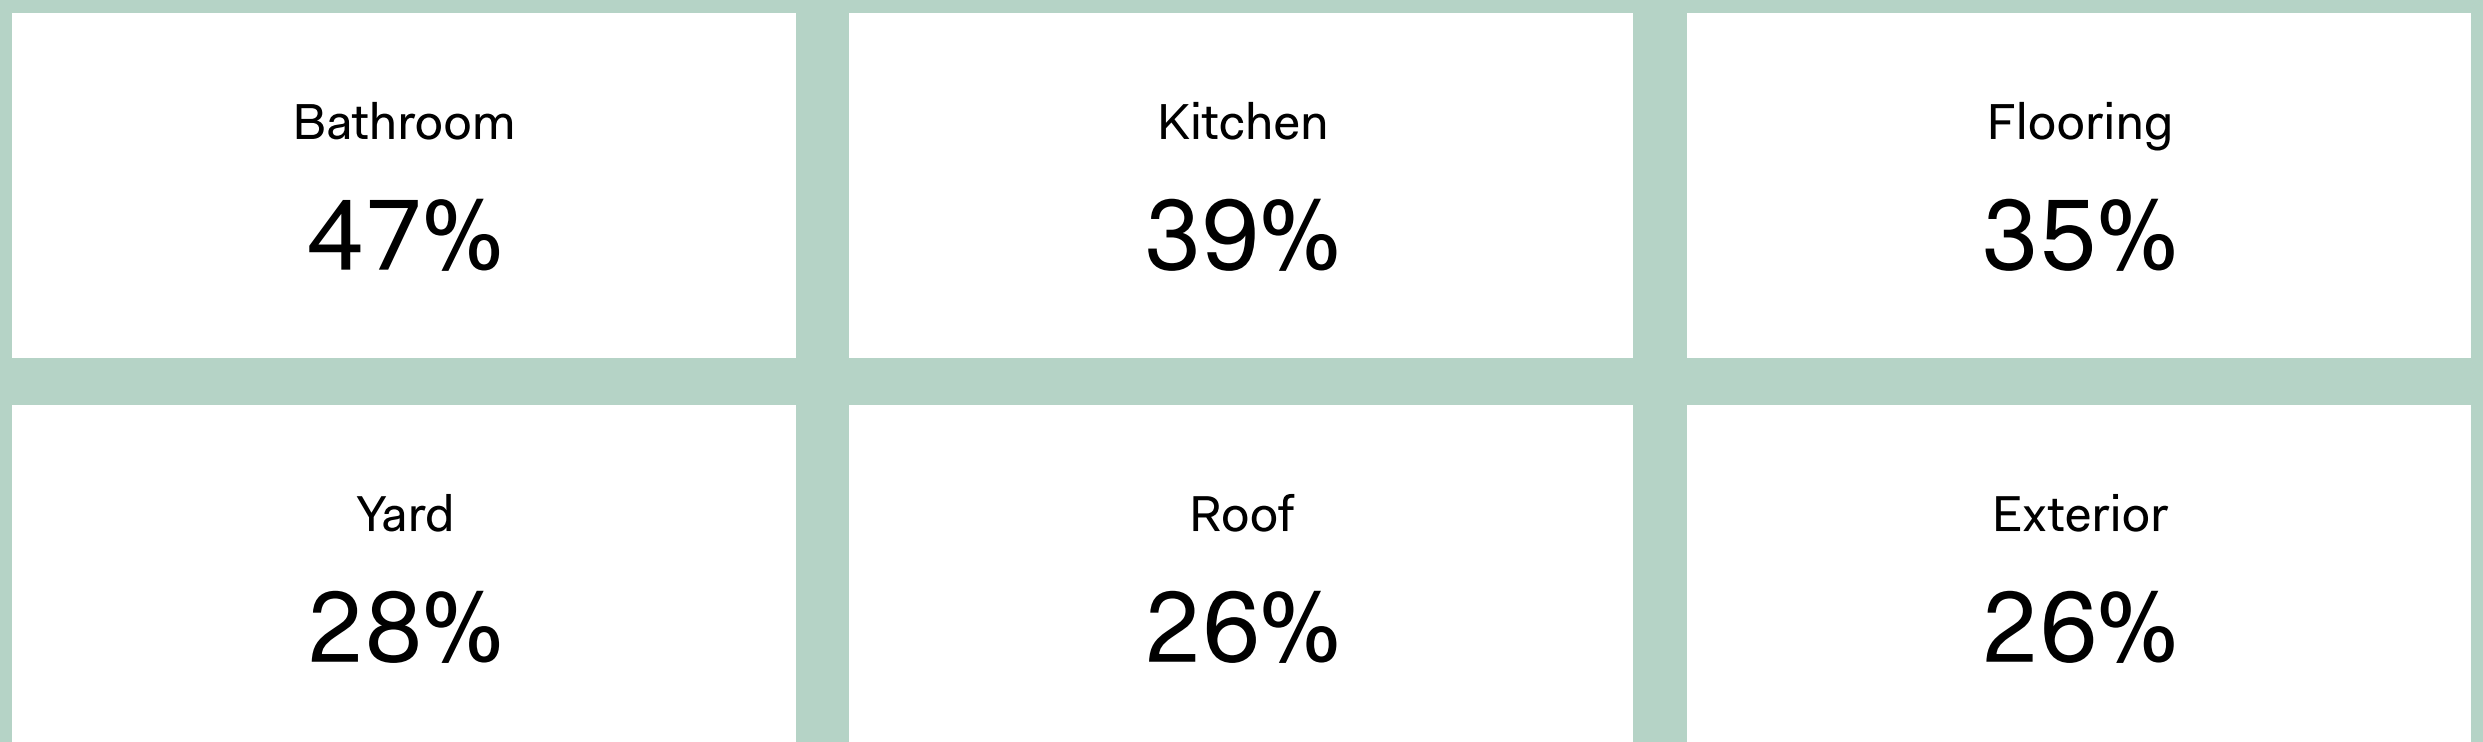 Bathroom
47%
Kitchen
39%
Flooring
35%
Yard
28%
Roof
26%
Exterior
26%